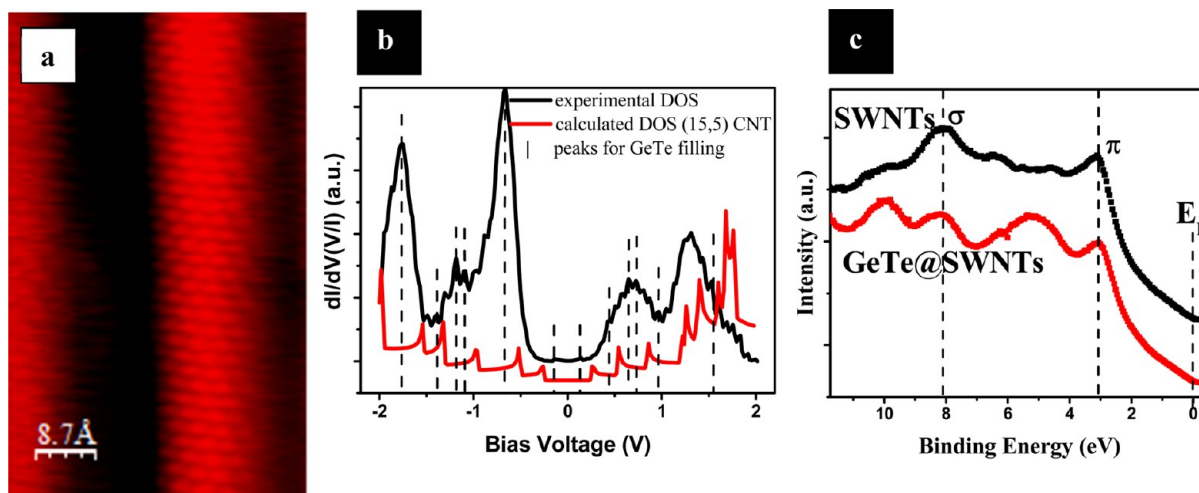 a
8.7Å
b
experimental DOS
calculated DOS (15,5) CNT
| peaks for GeTe filling
dI/dV(V/I) (a.u.)
-2 -1 0 1 2
Bias Voltage (V)
c
SWNTs σ
π
E
GeTe@SWNTs
Intensity (a.u.)
10 8 6 4 2 0
Binding Energy (eV)